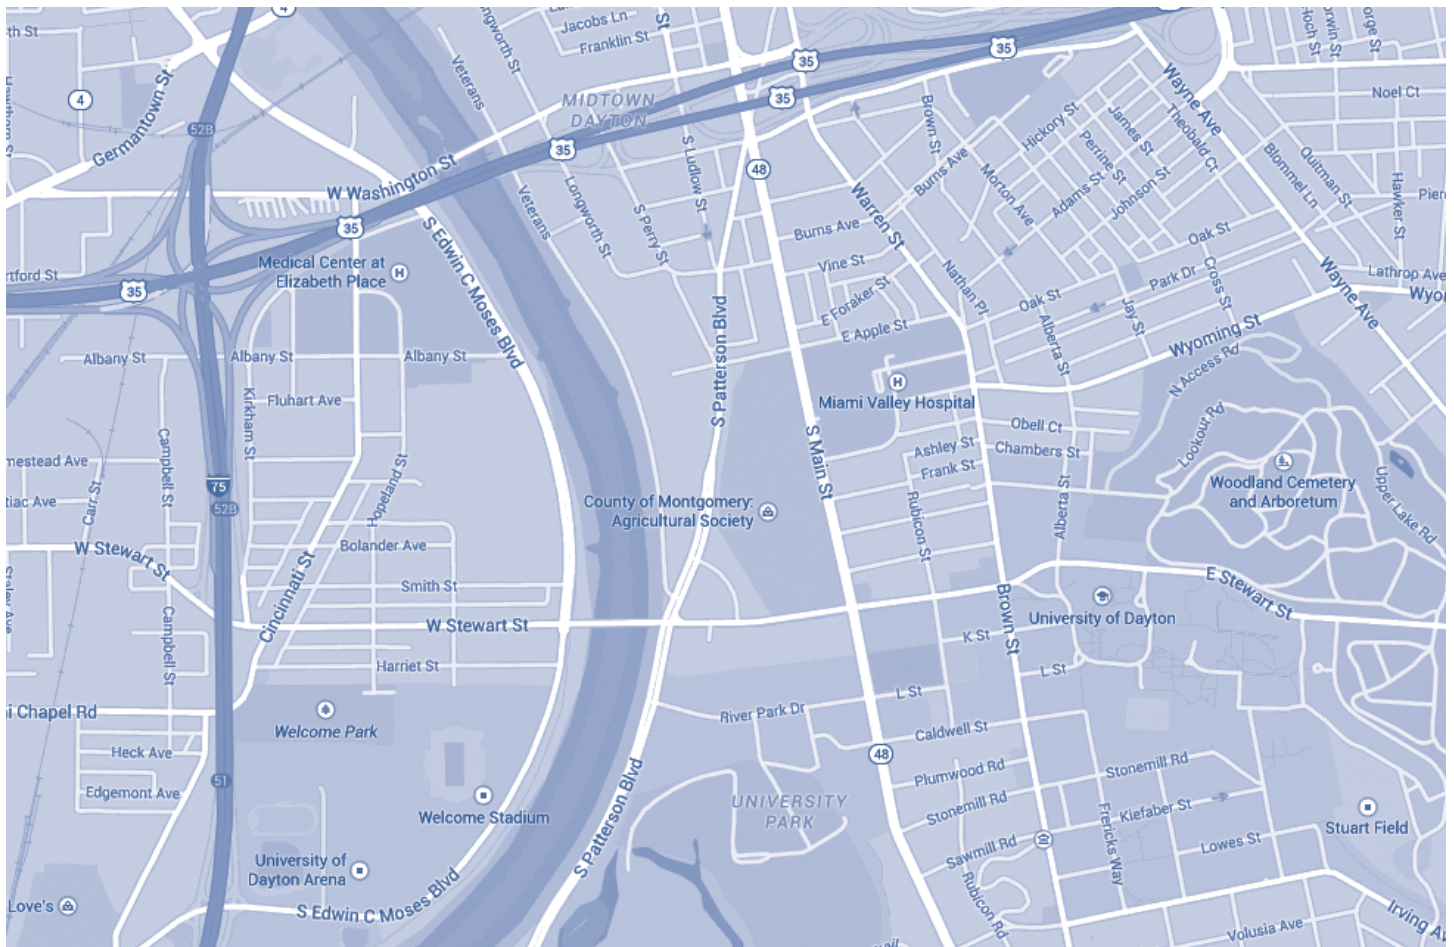 4
Jacobs Ln
Franklin St
Longworth St
Veterans
35
35
35
Wayne Ave
Noel Ct
4
Germantown St
52B
MIDTOWN
DAYTON
35
S Ludlow St
Brown St
Hickory St
James St
Theobald Ct
Perrine St
Blommel Ln
Quitman St
Hawker St
W Washington St
48
Burns Ave
Morton Ave
Adams St
Johnson St
Veterans
Longworth St
S Perry St
Warren St
35
S Edwin C Moses Blvd
Burns Ave
Oak St
Medical Center at
Elizabeth Place
H
Vine St
Nathan Pl
Park Dr
Cross St
Lathrop Ave
Wayne Ave
35
E Foraker St
Oak St
Jay St
E Apple St
Alberta St
Wyoming St
S Patterson Blvd
Albany St
Albany St
Albany St
N Access Rd
H
Miami Valley Hospital
Kirkham St
Fluhart Ave
S Main St
Obell Ct
Lookout Rd
Campbell St
Ashley St
Chambers St
Frank St
Woodland Cemetery
and Arboretum
Upper Lake Rd
75
52B
Carr St
Hopeland St
County of Montgomery:
Agricultural Society
Rubicon St
Alberta St
W Stewart St
Bolander Ave
Cincinnati St
Smith St
E Stewart St
Brown St
University of Dayton
W Stewart St
Campbell St
K St
Harriet St
L St
L St
Chapel Rd
Welcome Park
River Park Dr
Caldwell St
Heck Ave
48
Plumwood Rd
Stonemill Rd
51
Edgemont Ave
Welcome Stadium
S Patterson Blvd
UNIVERSITY
PARK
Stonemill Rd
Kiefaber St
Frericks Way
Stuart Field
Sawmill Rd
Lowes St
University of
Dayton Arena
Rubicon Rd
Love's
S Edwin C Moses Blvd
Irving Av
Volusia Ave